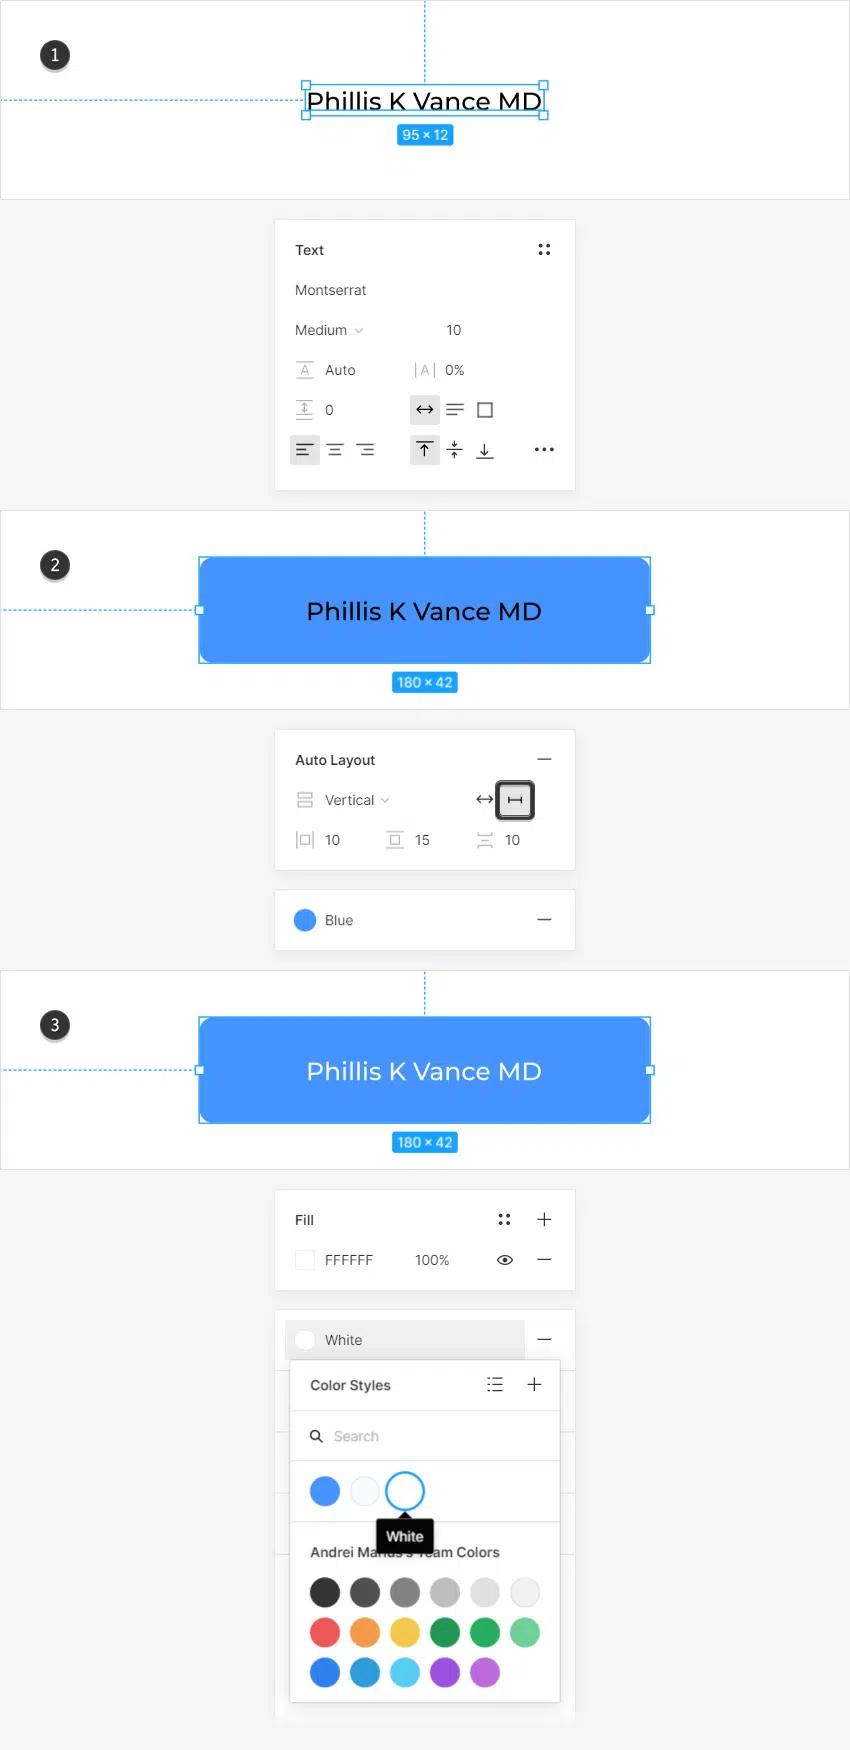 1
Phillis K Vance MD
95 × 12
Text
Montserrat
Medium 10
A Auto |A| 0%
0
2
Phillis K Vance MD
180 × 42
Auto Layout
Vertical
10 15 10
Blue
3
Phillis K Vance MD
180 × 42
Fill
FFFFFF 100%
White
Color Styles
Search
White
Andrei Marius's Team Colors